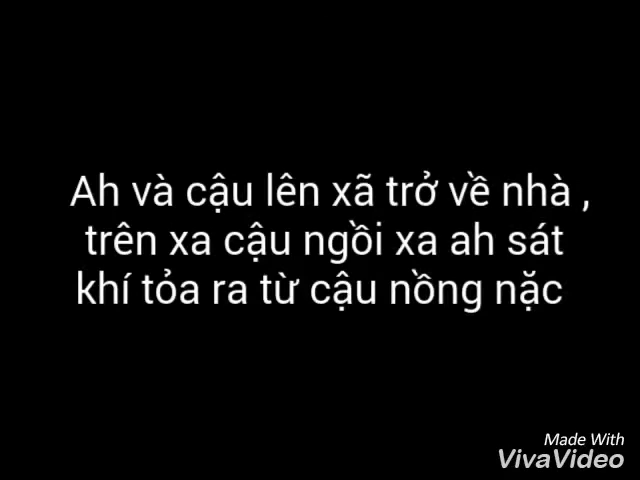 Ah và cậu lên xã trở về nhà ,
trên xa cậu ngồi xa ah sát
khí tỏa ra từ cậu nồng nặc
Made With
VivaVideo